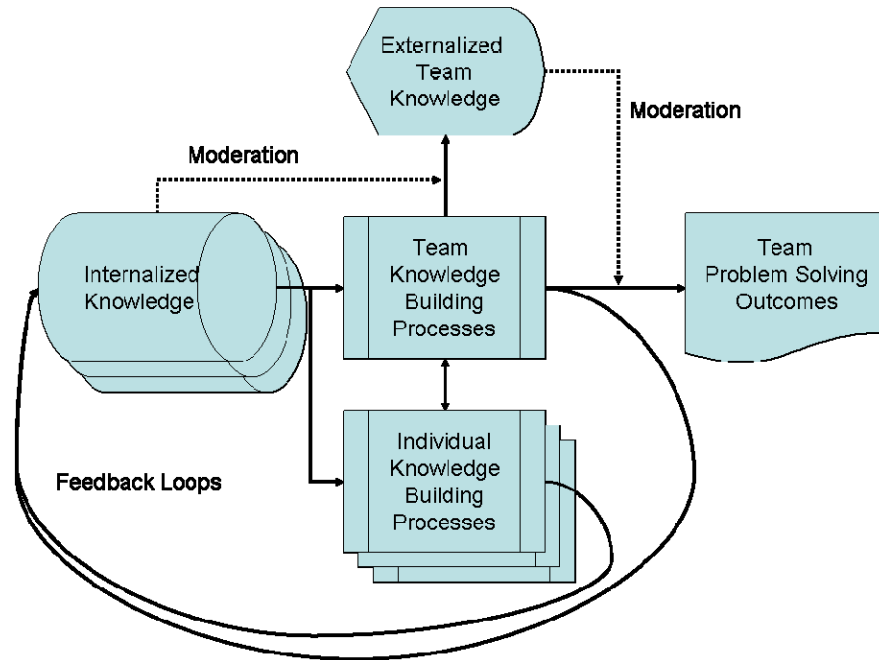 Externalized
Team
Knowledge
Moderation
Moderation
Internalized
Knowledge
Team
Knowledge
Building
Processes
Team
Problem Solving
Outcomes
Individual
Knowledge
Building
Processes
Feedback Loops